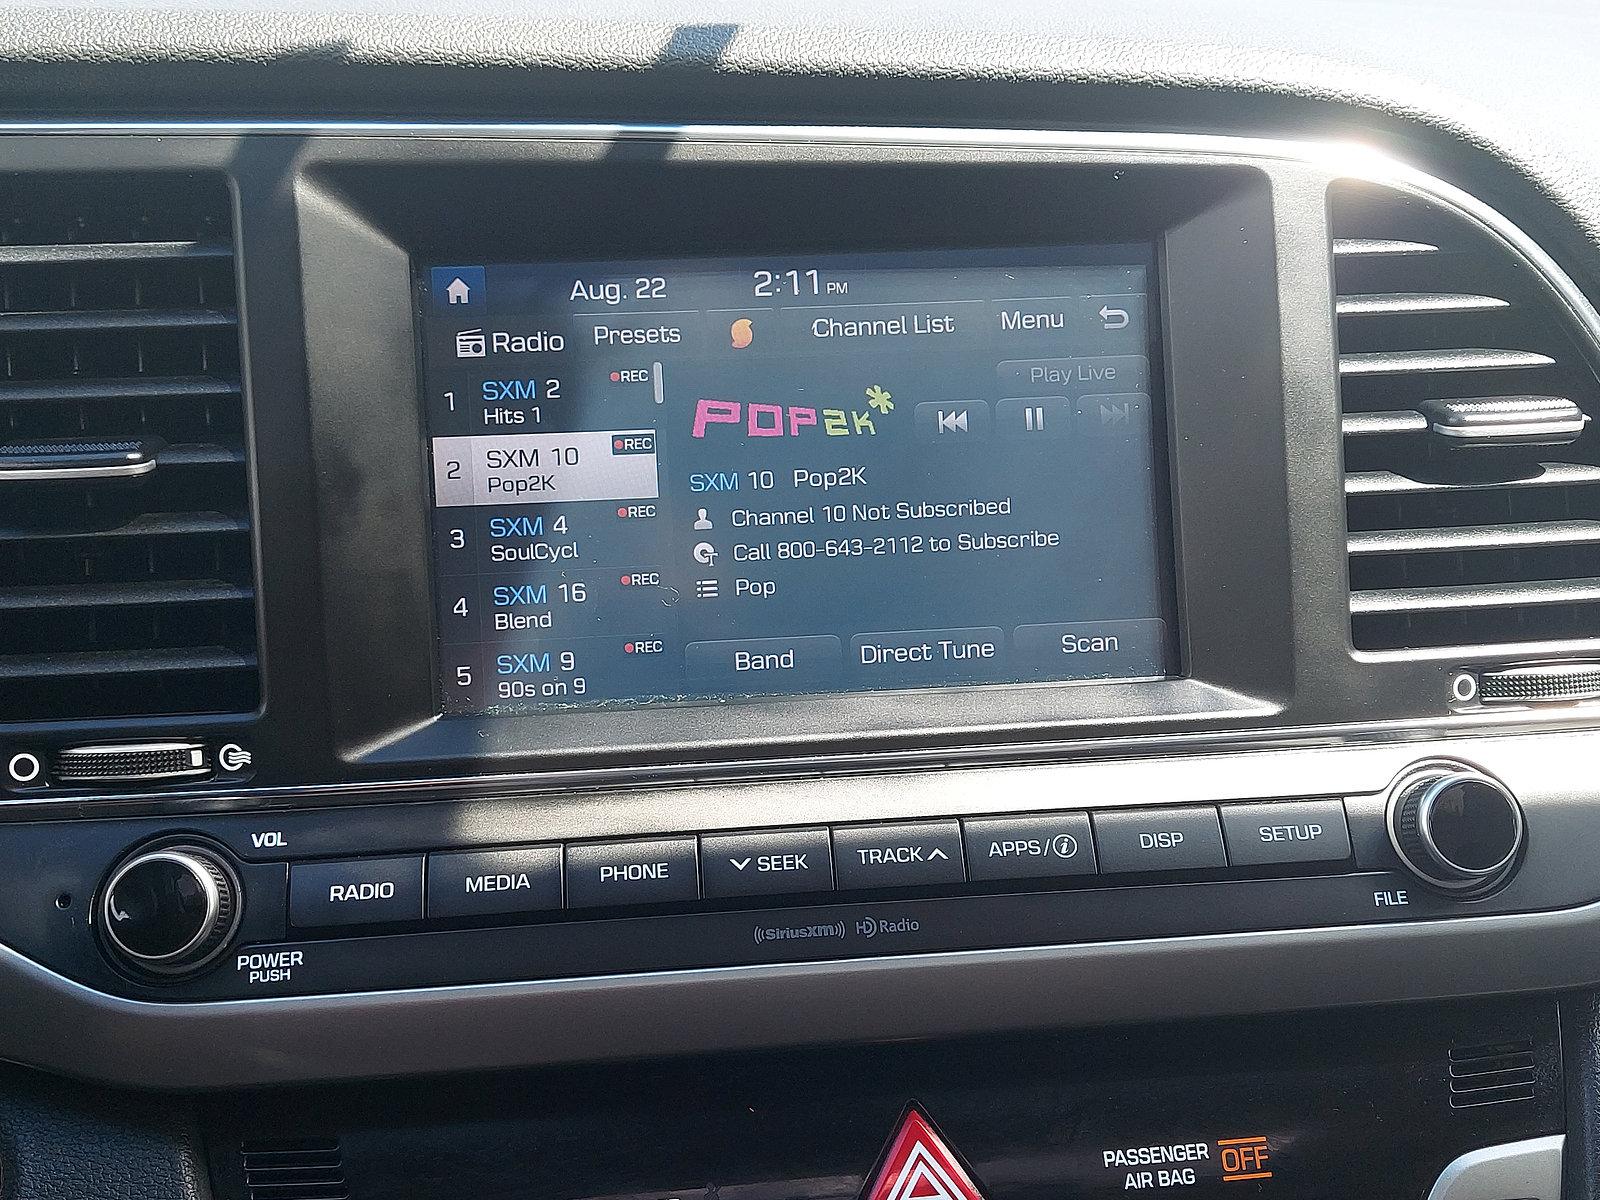 Aug. 22 2:11 PM
Radio Presets Channel List Menu
1 SXM 2 REC
Hits 1
2 SXM 10 REC
Pop2K
3 SXM 4 REC
SoulCycl
4 SXM 16 REC
Blend
5 SXM 9 REC
90s on 9
Play Live
POP2K*
SXM 10 Pop2K
Channel 10 Not Subscribed
Call 800-643-2112 to Subscribe
Pop
Band Direct Tune Scan
VOL
RADIO MEDIA PHONE SEEK TRACK APPS/i DISP SETUP
POWER
PUSH
FILE
((SiriusXM)) HD Radio
PASSENGER
AIR BAG OFF